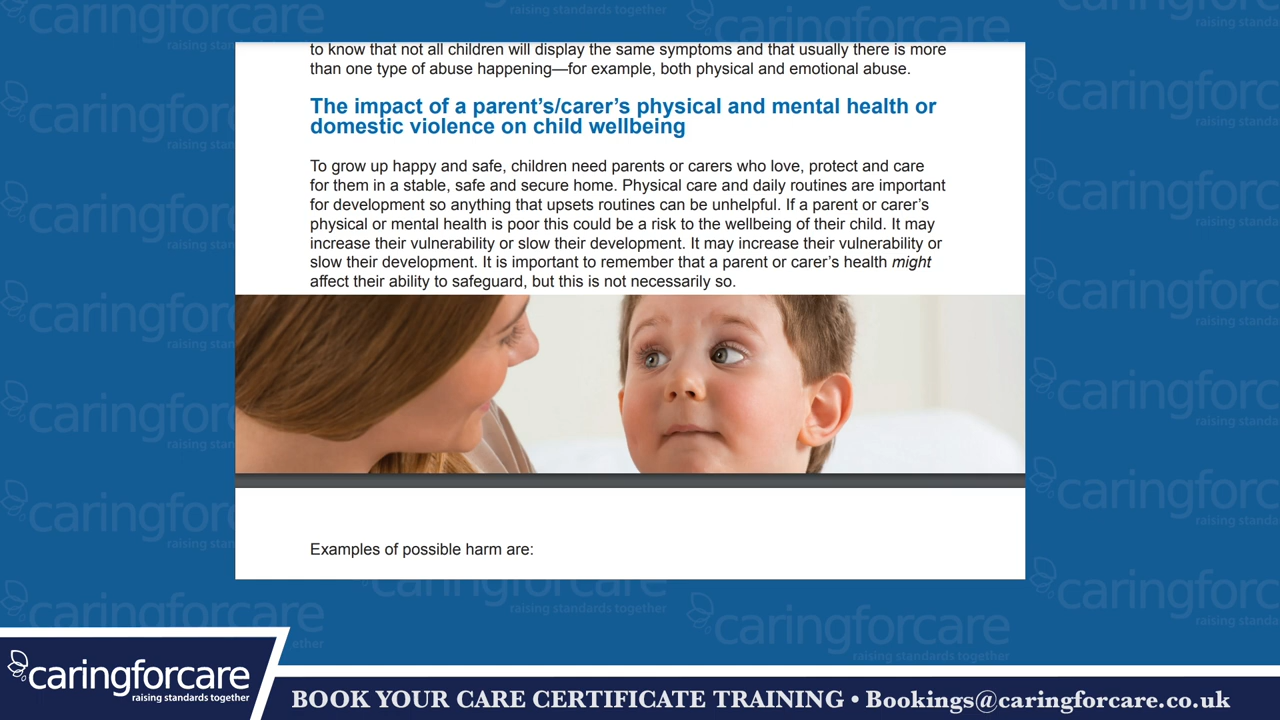 to know that not all children will display the same symptoms and that usually there is more
than one type of abuse happening—for example, both physical and emotional abuse.
The impact of a parent's/carer's physical and mental health or
domestic violence on child wellbeing
To grow up happy and safe, children need parents or carers who love, protect and care
for them in a stable, safe and secure home. Physical care and daily routines are important
for development so anything that upsets routines can be unhelpful. If a parent or carer's
physical or mental health is poor this could be a risk to the wellbeing of their child. It may
increase their vulnerability or slow their development. It may increase their vulnerability or
slow their development. It is important to remember that a parent or carer's health might
affect their ability to safeguard, but this is not necessarily so.
Examples of possible harm are:
caringforcare
raising standards together
BOOK YOUR CARE CERTIFICATE TRAINING • Bookings@caringforcare.co.uk